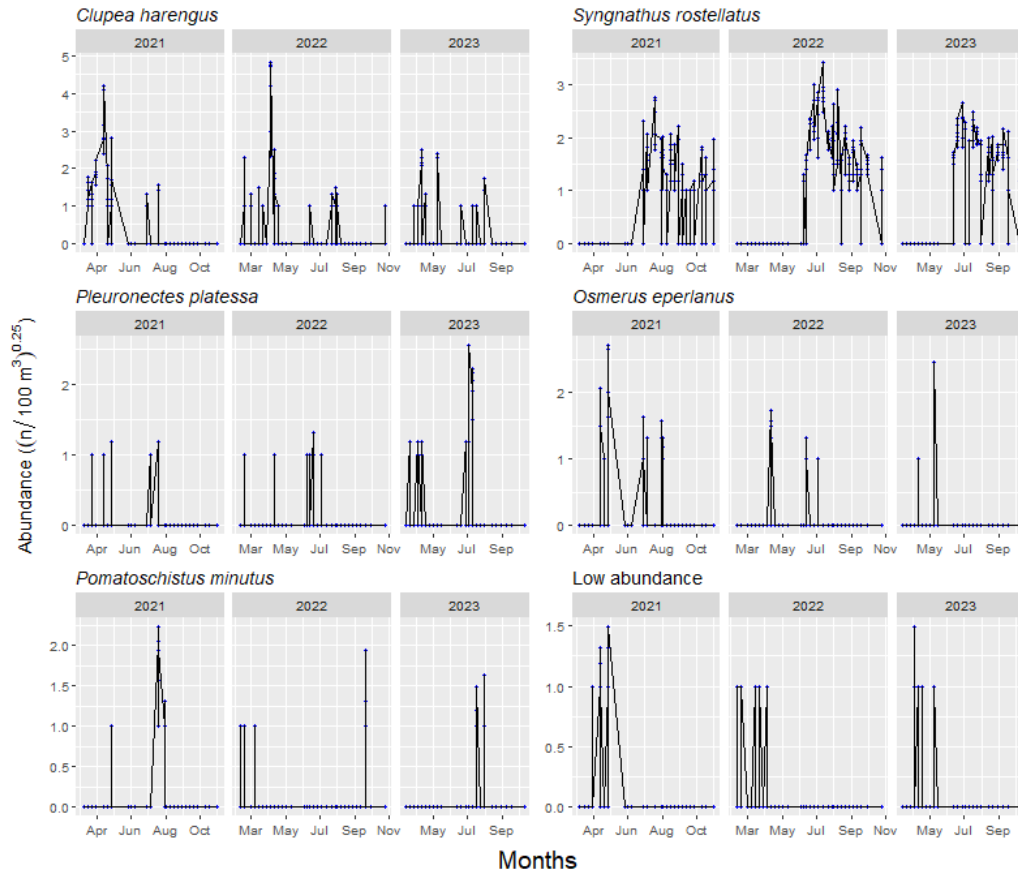 Clupea harengus
Syngnathus rostellatus
2021 2022 2023
2021 2022 2023
5
4
3
2
1
0
3
2
1
0
Apr Jun Aug Oct Mar May Jul Sep Nov May Jul Sep
Apr Jun Aug Oct Mar May Jul Sep Nov May Jul Sep
Pleuronectes platessa
Osmerus eperlanus
2021 2022 2023
2021 2022 2023
2
1
0
2
1
0
Apr Jun Aug Oct Mar May Jul Sep Nov May Jul Sep
Apr Jun Aug Oct Mar May Jul Sep Nov May Jul Sep
Abundance ((n/100 m³)^0.25)
Pomatoschistus minutus
Low abundance
2021 2022 2023
2021 2022 2023
2.0
1.5
1.0
0.5
0.0
1.5
1.0
0.5
0.0
Apr Jun Aug Oct Mar May Jul Sep Nov May Jul Sep
Apr Jun Aug Oct Mar May Jul Sep Nov May Jul Sep
Months